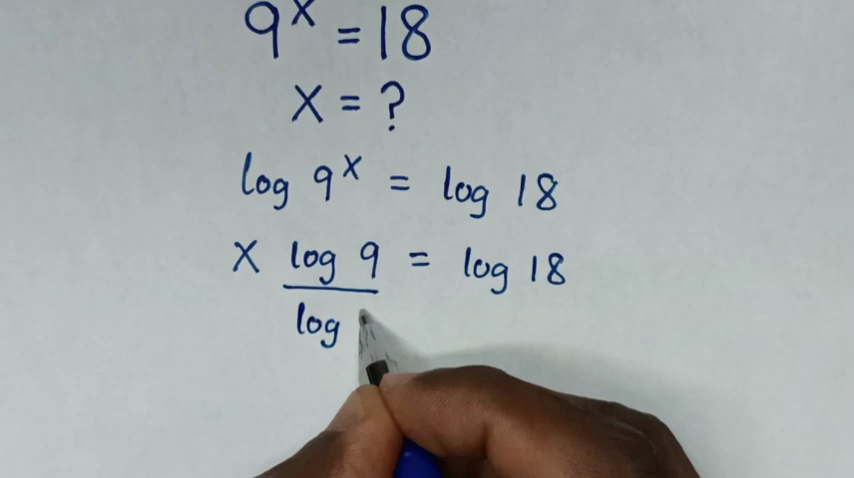 9^x = 18
x = ?
log 9^x = log 18
x log 9 = log 18
log